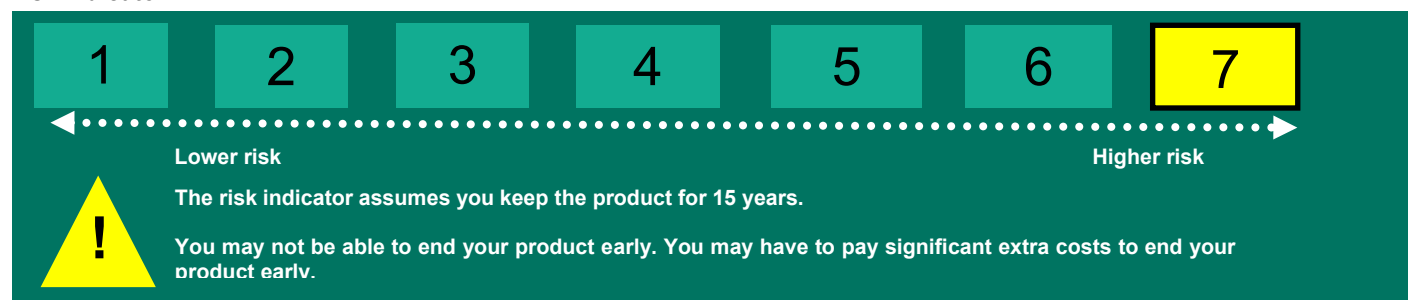 1 2 3 4 5 6 7
Lower risk Higher risk
The risk indicator assumes you keep the product for 15 years.
!
You may not be able to end your product early. You may have to pay significant extra costs to end your
product early.